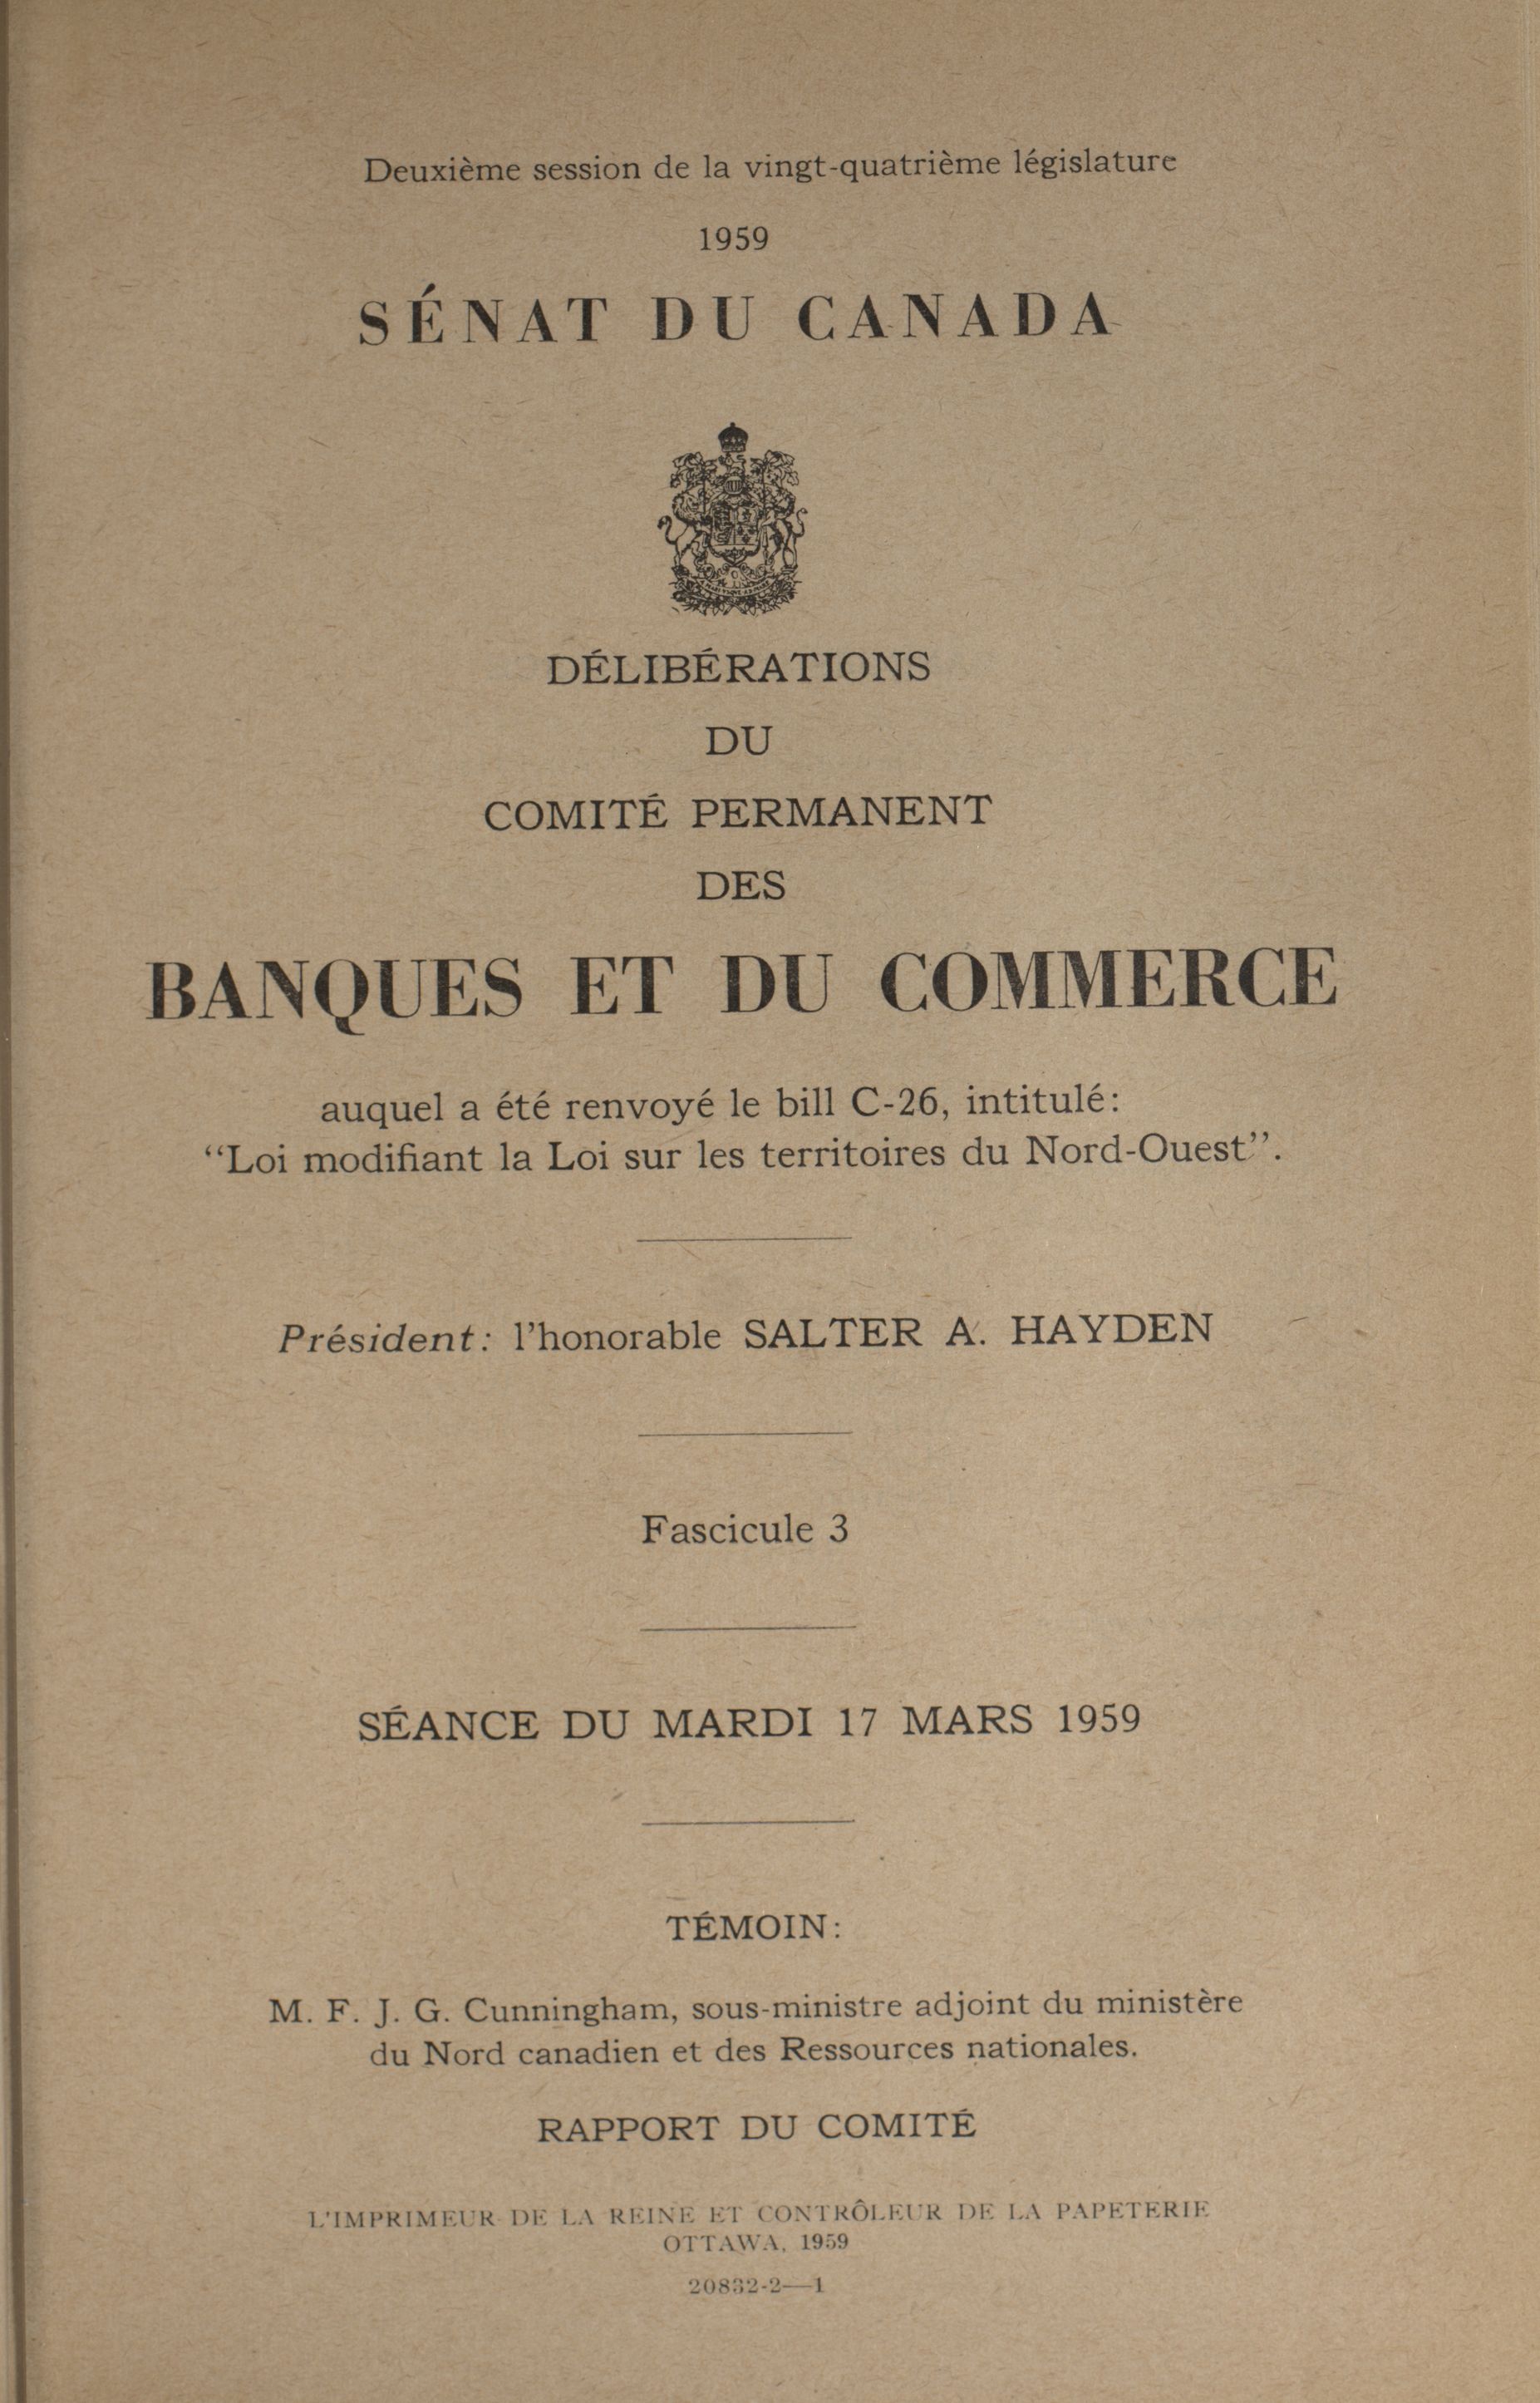 Deuxième session de la vingt-quatrième législature
1959
SÉNAT DU CANADA
DÉLIBÉRATIONS
DU
COMITÉ PERMANENT
DES
BANQUES ET DU COMMERCE
auquel a été renvoyé le bill C-26, intitulé:
“Loi modifiant la Loi sur les territoires du Nord-Ouest”.
Président: l’honorable SALTER A. HAYDEN
Fascicule 3
SÉANCE DU MARDI 17 MARS 1959
TÉMOIN:
M. F. J. G. Cunningham, sous-ministre adjoint du ministère
du Nord canadien et des Ressources nationales.
RAPPORT DU COMITÉ
L’IMPRIMEUR DE LA REINE ET CONTRÔLEUR DE LA PAPETERIE
OTTAWA, 1959
20832-2—1